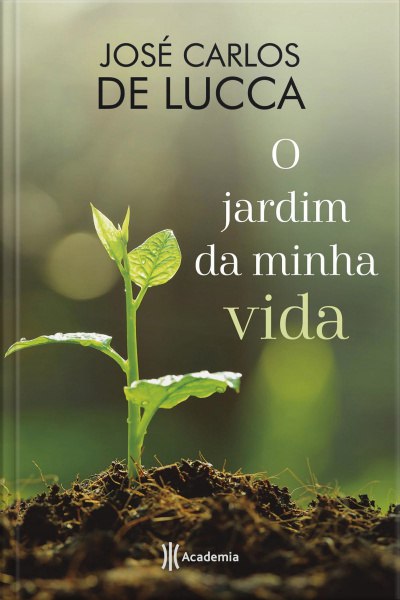 JOSÉ CARLOS
DE LUCCA
O
jardim
da minha
vida
Academia